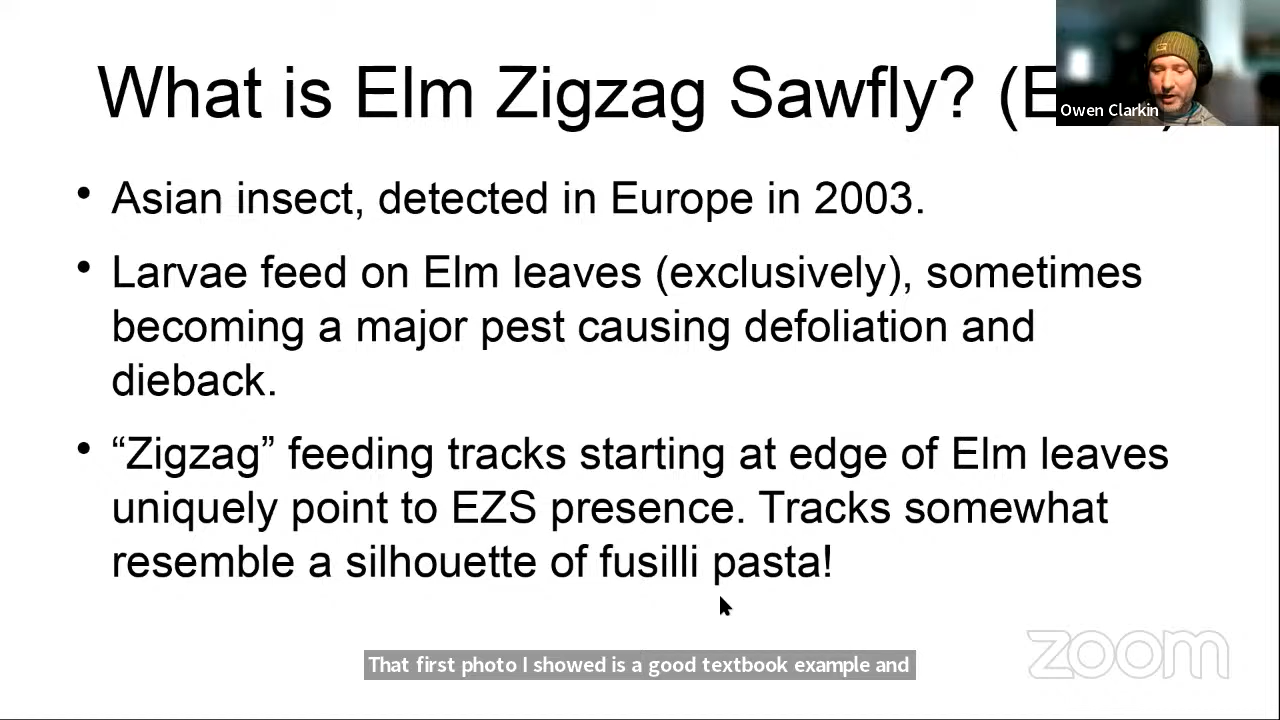 What is Elm Zigzag Sawfly? (E
Owen Clarkin
• Asian insect, detected in Europe in 2003.
• Larvae feed on Elm leaves (exclusively), sometimes
becoming a major pest causing defoliation and
dieback.
• “Zigzag” feeding tracks starting at edge of Elm leaves
uniquely point to EZS presence. Tracks somewhat
resemble a silhouette of fusilli pasta!
zoom
That first photo I showed is a good textbook example and